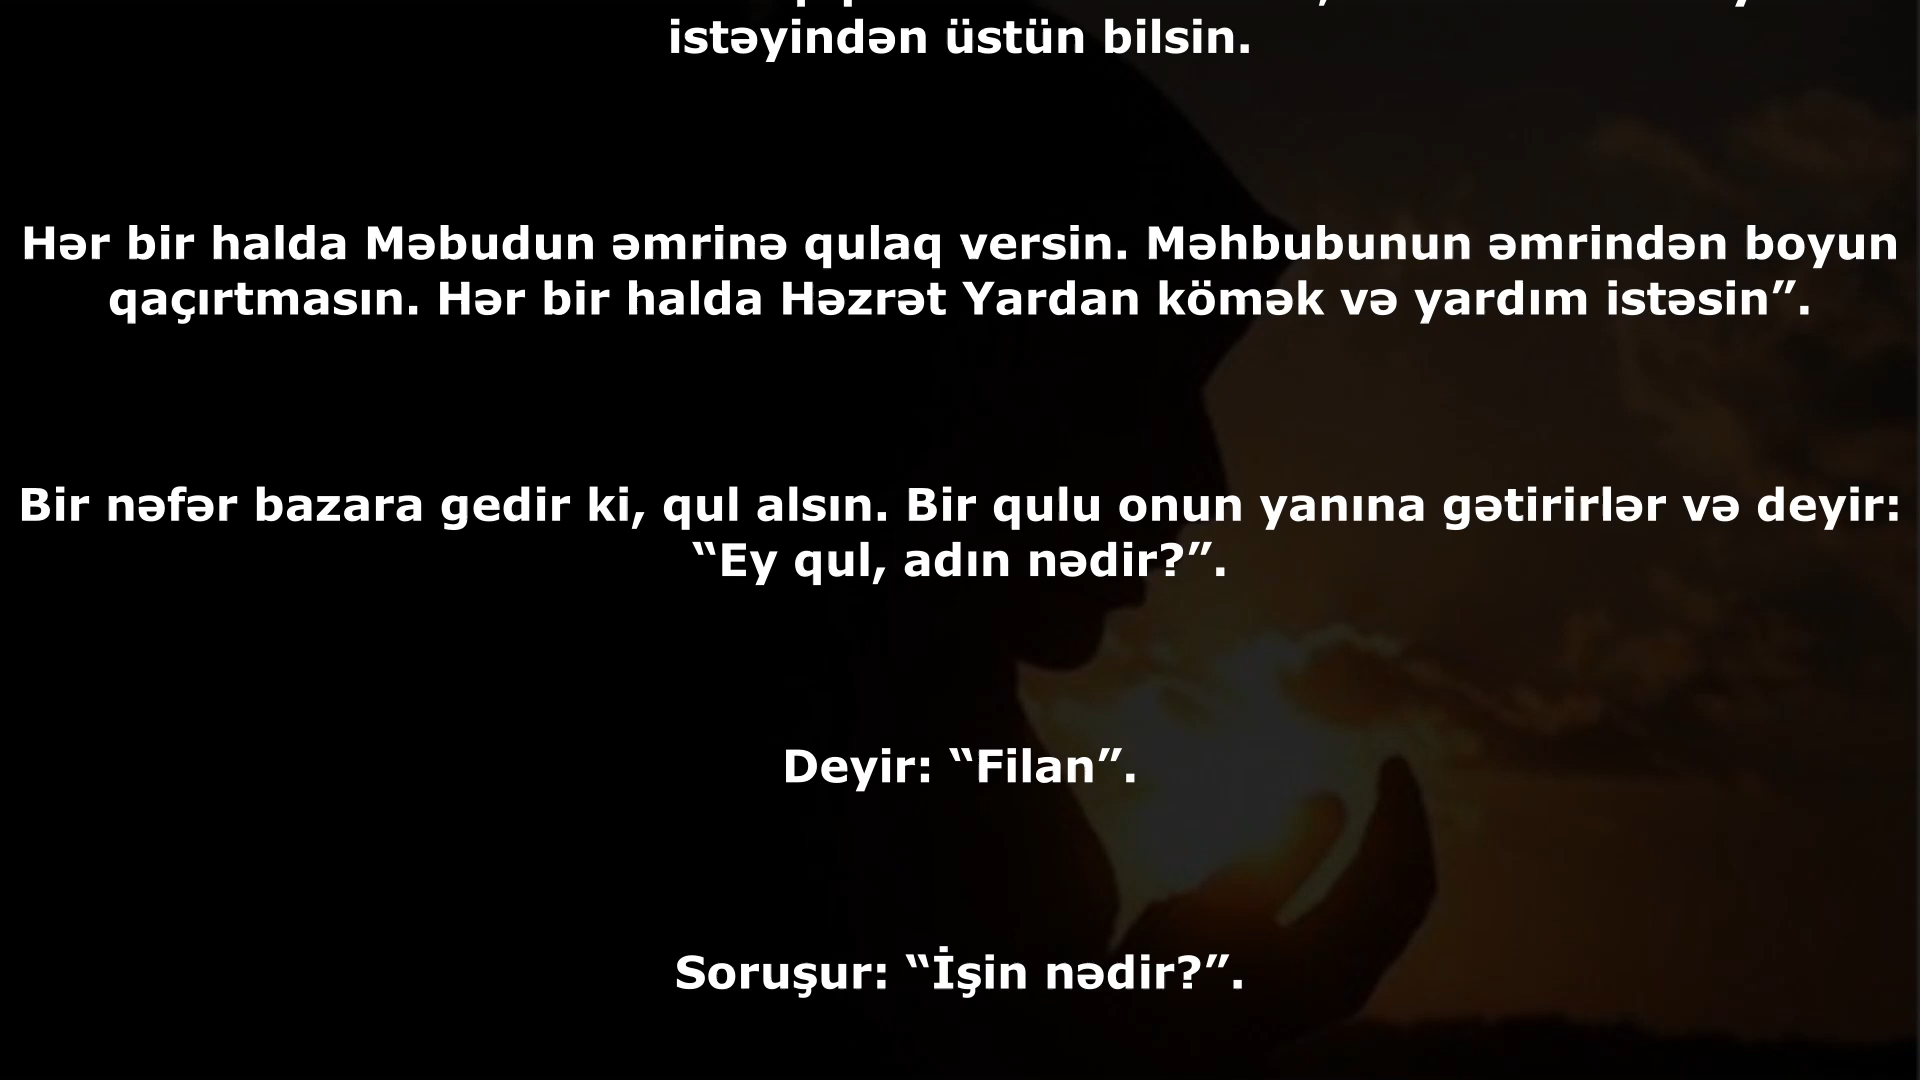 istəyindən üstün bilsin.
Hər bir halda Məbudun əmrinə qulaq versin. Məhbubunun əmrindən boyun
qaçırtmasın. Hər bir halda Həzrət Yardan kömək və yardım istəsin”.
Bir nəfər bazara gedir ki, qul alsın. Bir qulu onun yanına gətirirlər və deyir:
“Ey qul, adın nədir?”.
Deyir: “Filan”.
Soruşur: “İşin nədir?”.